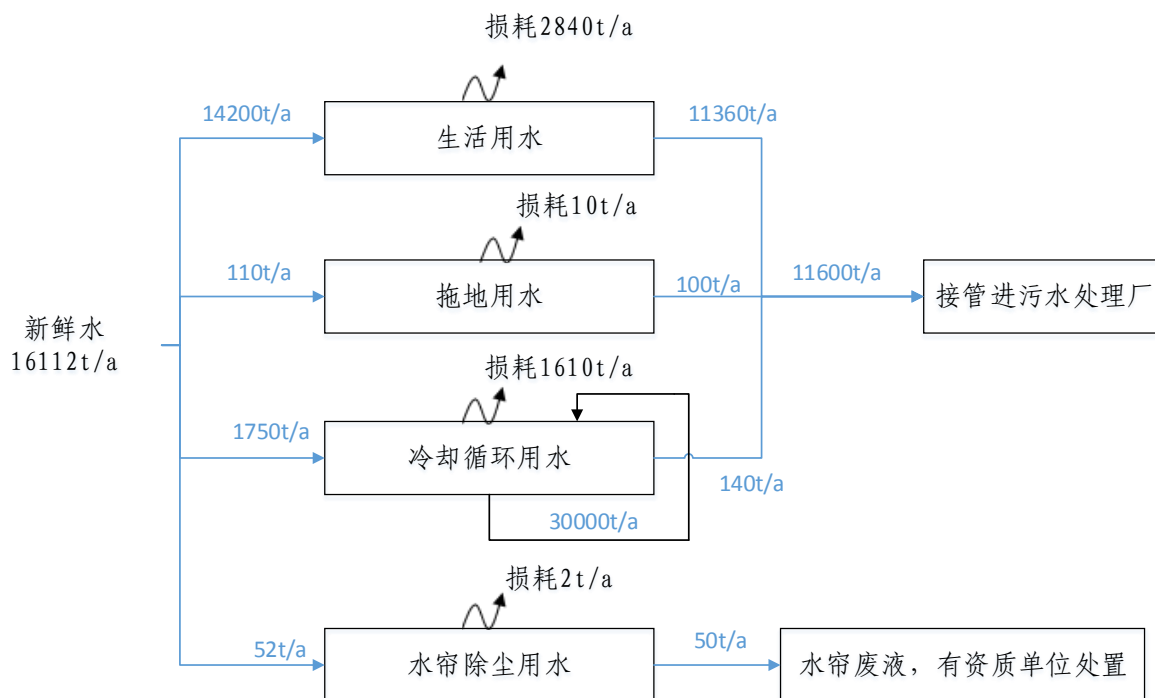 损耗2840t/a
14200t/a
生活用水
11360t/a
损耗10t/a
110t/a
拖地用水
100t/a
11600t/a
接管进污水处理厂
新鲜水
16112t/a
损耗1610t/a
1750t/a
冷却循环用水
140t/a
30000t/a
损耗2t/a
52t/a
水帘除尘用水
50t/a
水帘废液，有资质单位处置